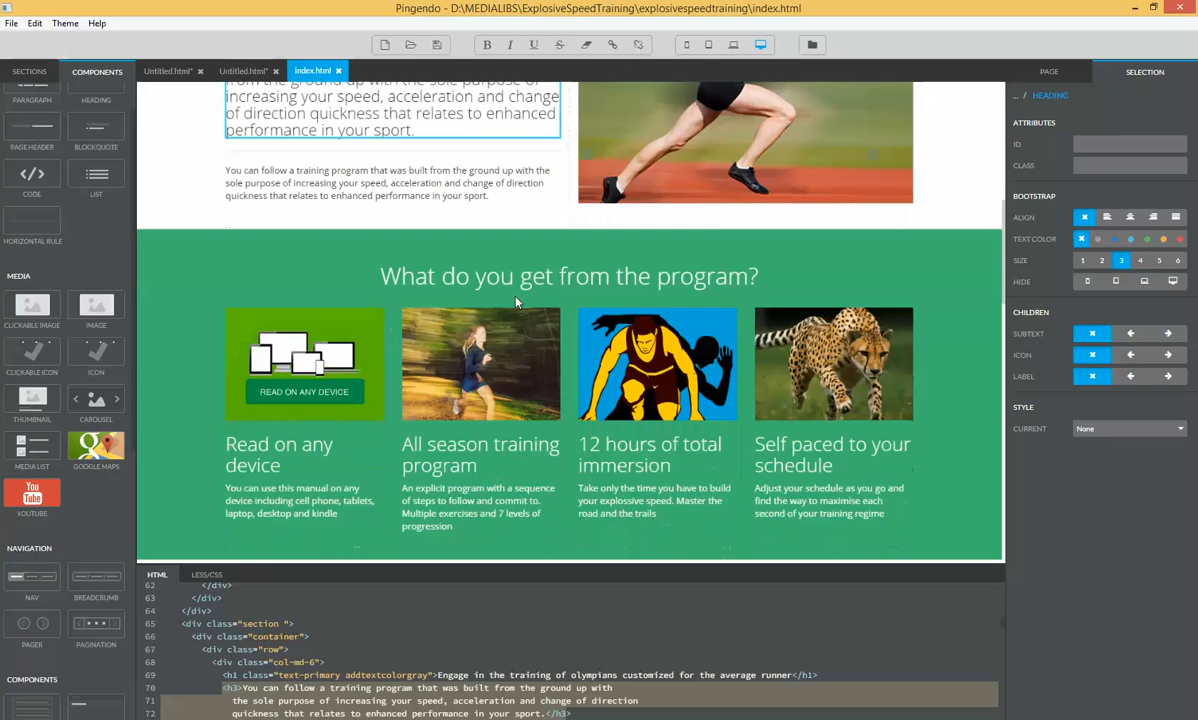 Pingendo - D:\MEDIALIBS\ExplosiveSpeedTraining\explosivespeedtraining\index.html
File Edit Theme Help
B I U S
SECTIONS COMPONENTS Untitled.html* Untitled.html* index.html PAGE SELECTION
PARAGRAPH HEADING
PAGE HEADER BLOCKQUOTE
CODE LIST
HORIZONTAL RULE
MEDIA
CLICKABLE IMAGE IMAGE
CLICKABLE ICON ICON
THUMBNAIL CAROUSEL
MEDIA LIST GOOGLE MAPS
You Tube
YOUTUBE
NAVIGATION
NAV BREADCRUMB
PAGER PAGINATION
COMPONENTS
from the ground up with the sole purpose of
increasing your speed, acceleration and change
of direction quickness that relates to enhanced
performance in your sport.
You can follow a training program that was built from the ground up with the
sole purpose of increasing your speed, acceleration and change of direction
quickness that relates to enhanced performance in your sport.
What do you get from the program?
READ ON ANY DEVICE
Read on any
device
You can use this manual on any
device including cell phone, tablets,
laptop, desktop and kindle
All season training
program
An explicit program with a sequence
of steps to follow and commit to.
Multiple exercises and 7 levels of
progression
12 hours of total
immersion
Take only the time you have to build
your explossive speed. Master the
road and the trails
Self paced to your
schedule
Adjust your schedule as you go and
find the way to maximise each
second of your training regime
HTML LESS/CSS
62 </div>
63 </div>
64 </div>
65 <div class="section ">
66 <div class="container">
67 <div class="row">
68 <div class="col-md-6">
69 <h1 class="text-primary addtextcolorgray">Engage in the training of olympians customized for the average runner</h1>
70 <h3>You can follow a training program that was built from the ground up with
71 the sole purpose of increasing your speed, acceleration and change of direction
72 quickness that relates to enhanced performance in your sport.</h3>
... / HEADING
ATTRIBUTES
ID
CLASS
BOOTSTRAP
ALIGN
TEXT COLOR
SIZE 1 2 3 4 5 6
HIDE
CHILDREN
SUBTEXT
ICON
LABEL
STYLE
CURRENT None